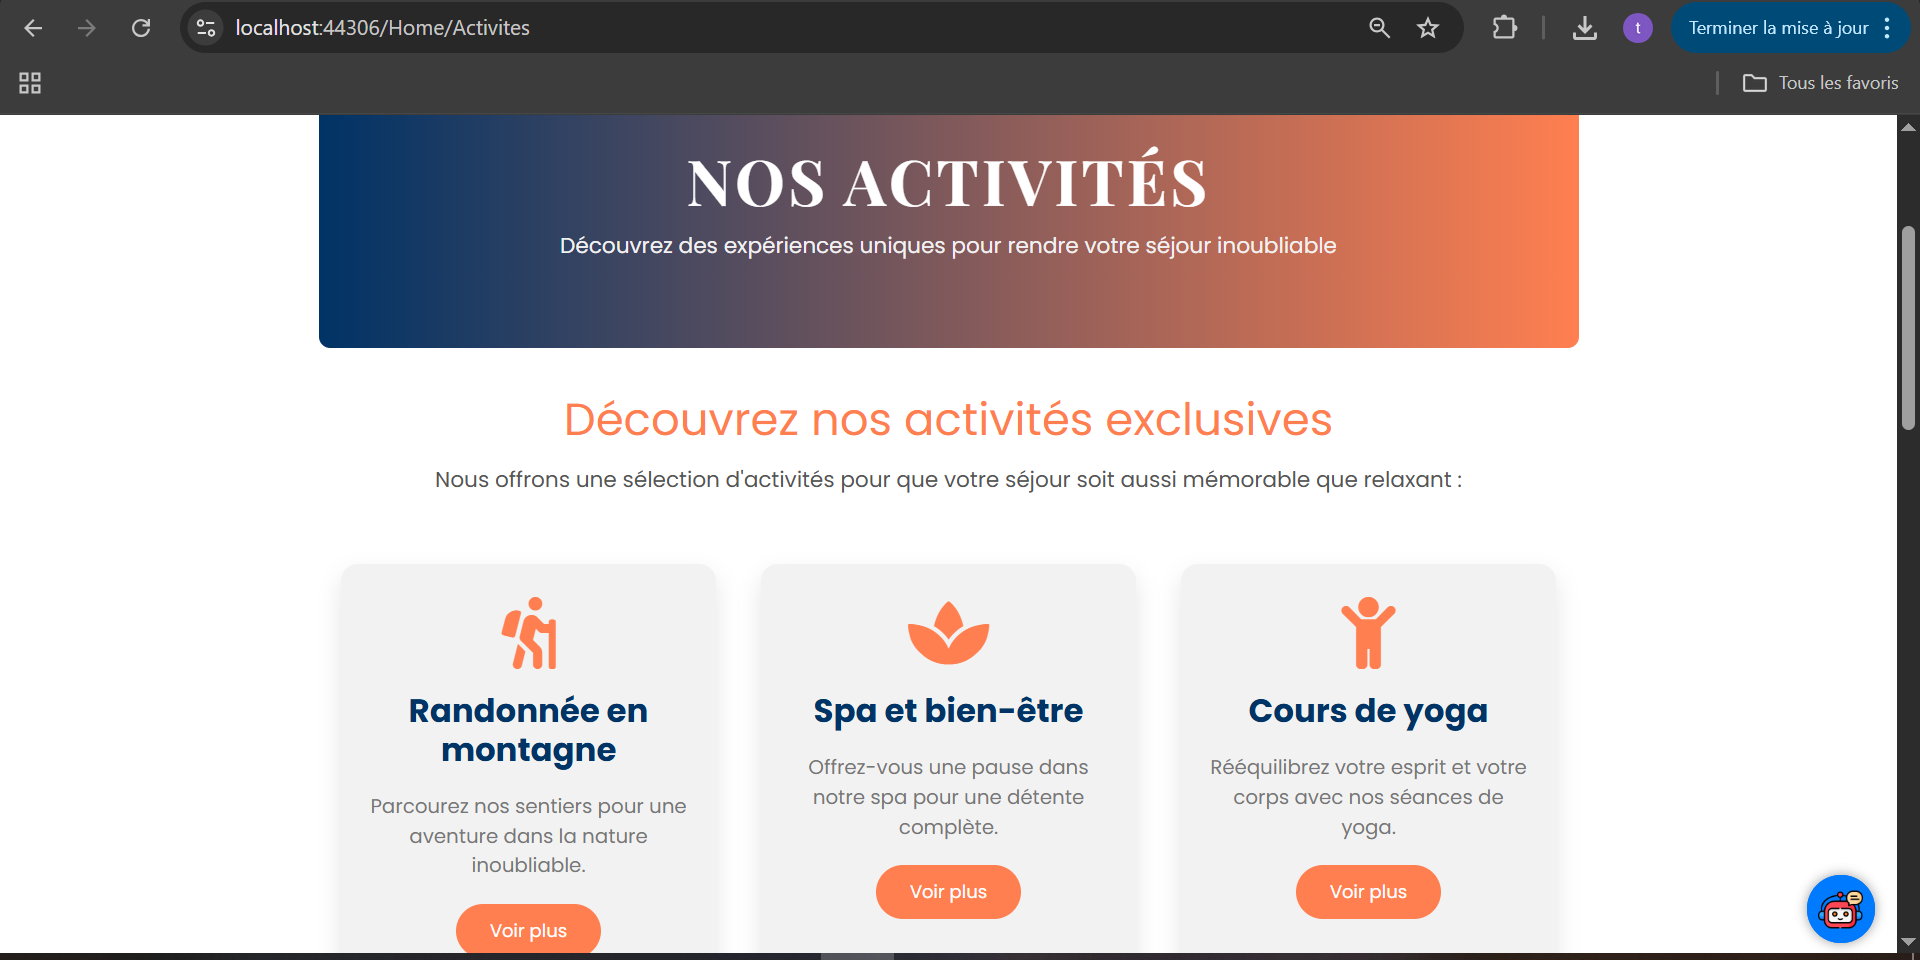 localhost:44306/Home/Activites
t
Terminer la mise à jour
Tous les favoris
NOS ACTIVITÉS
Découvrez des expériences uniques pour rendre votre séjour inoubliable
Découvrez nos activités exclusives
Nous offrons une sélection d'activités pour que votre séjour soit aussi mémorable que relaxant :
Randonnée en
montagne
Parcourez nos sentiers pour une
aventure dans la nature
inoubliable.
Voir plus
Spa et bien-être
Offrez-vous une pause dans
notre spa pour une détente
complète.
Voir plus
Cours de yoga
Rééquilibrez votre esprit et votre
corps avec nos séances de
yoga.
Voir plus